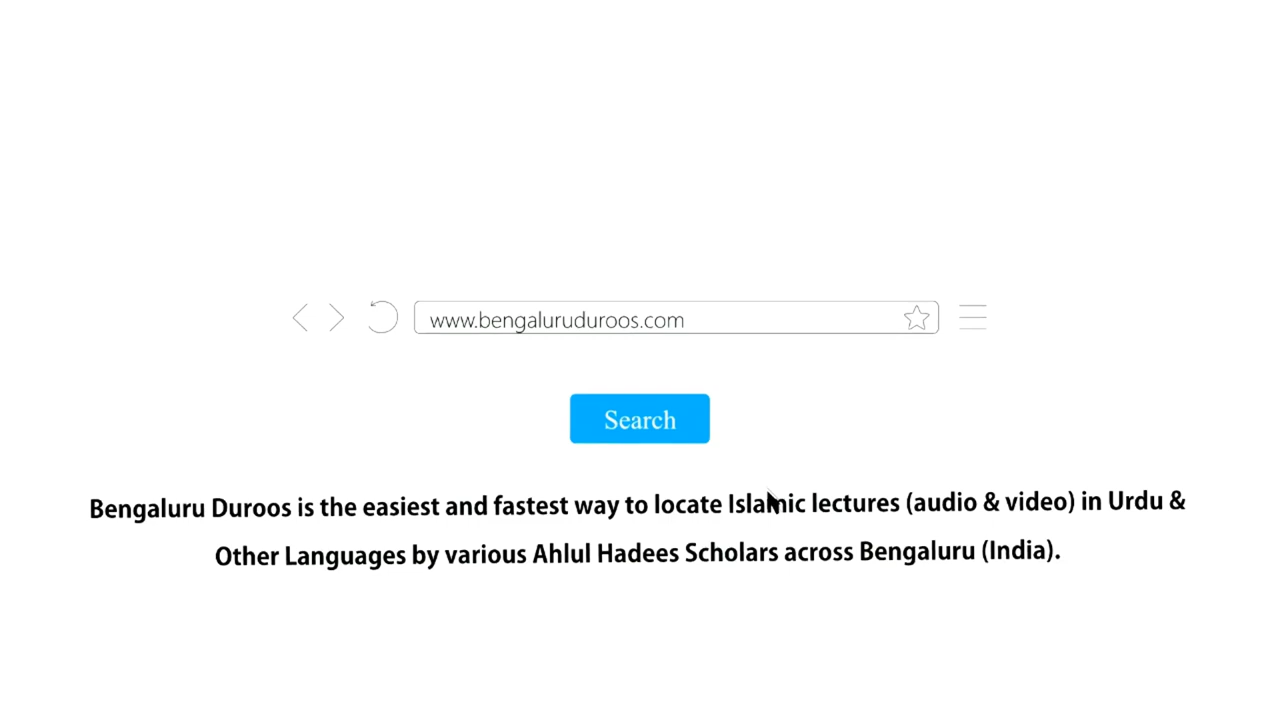 www.bengaluruduroos.com
Search
Bengaluru Duroos is the easiest and fastest way to locate Islamic lectures (audio & video) in Urdu &
Other Languages by various Ahlul Hadees Scholars across Bengaluru (India).